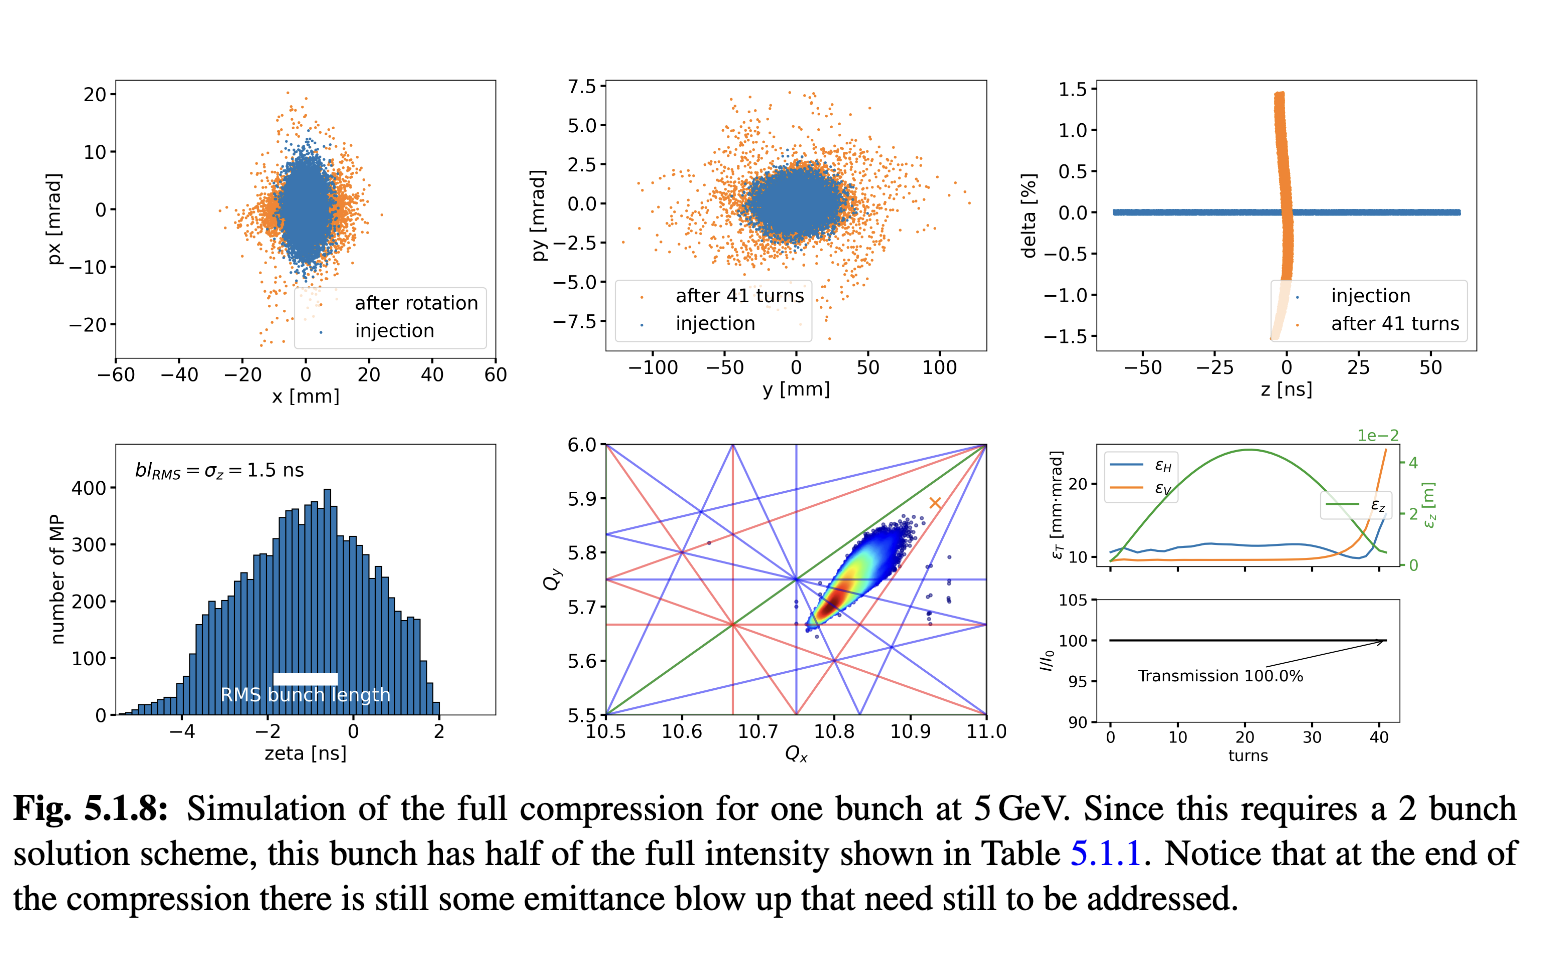 20
10
0
−10
−20
px [mrad]
after rotation
injection
−60 −40 −20 0 20 40 60
x [mm]
7.5
5.0
2.5
0.0
−2.5
−5.0
−7.5
py [mrad]
after 41 turns
injection
−100 −50 0 50 100
y [mm]
1.5
1.0
0.5
0.0
−0.5
−1.0
−1.5
delta [%]
injection
after 41 turns
−50 −25 0 25 50
z [ns]
bl_RMS = σ_z = 1.5 ns
400
300
200
100
0
number of MP
RMS bunch length
−4 −2 0 2
zeta [ns]
6.0
5.9
5.8
5.7
5.6
5.5
Q_y
10.5 10.6 10.7 10.8 10.9 11.0
Q_x
1e−2
20
10
ε_T [mm·mrad]
ε_H
ε_V
ε_z
4
2
0
ε_z [m]
105
100
95
90
I/I_0
Transmission 100.0%
0 10 20 30 40
turns
Fig. 5.1.8: Simulation of the full compression for one bunch at 5 GeV. Since this requires a 2 bunch
solution scheme, this bunch has half of the full intensity shown in Table 5.1.1. Notice that at the end of
the compression there is still some emittance blow up that need still to be addressed.